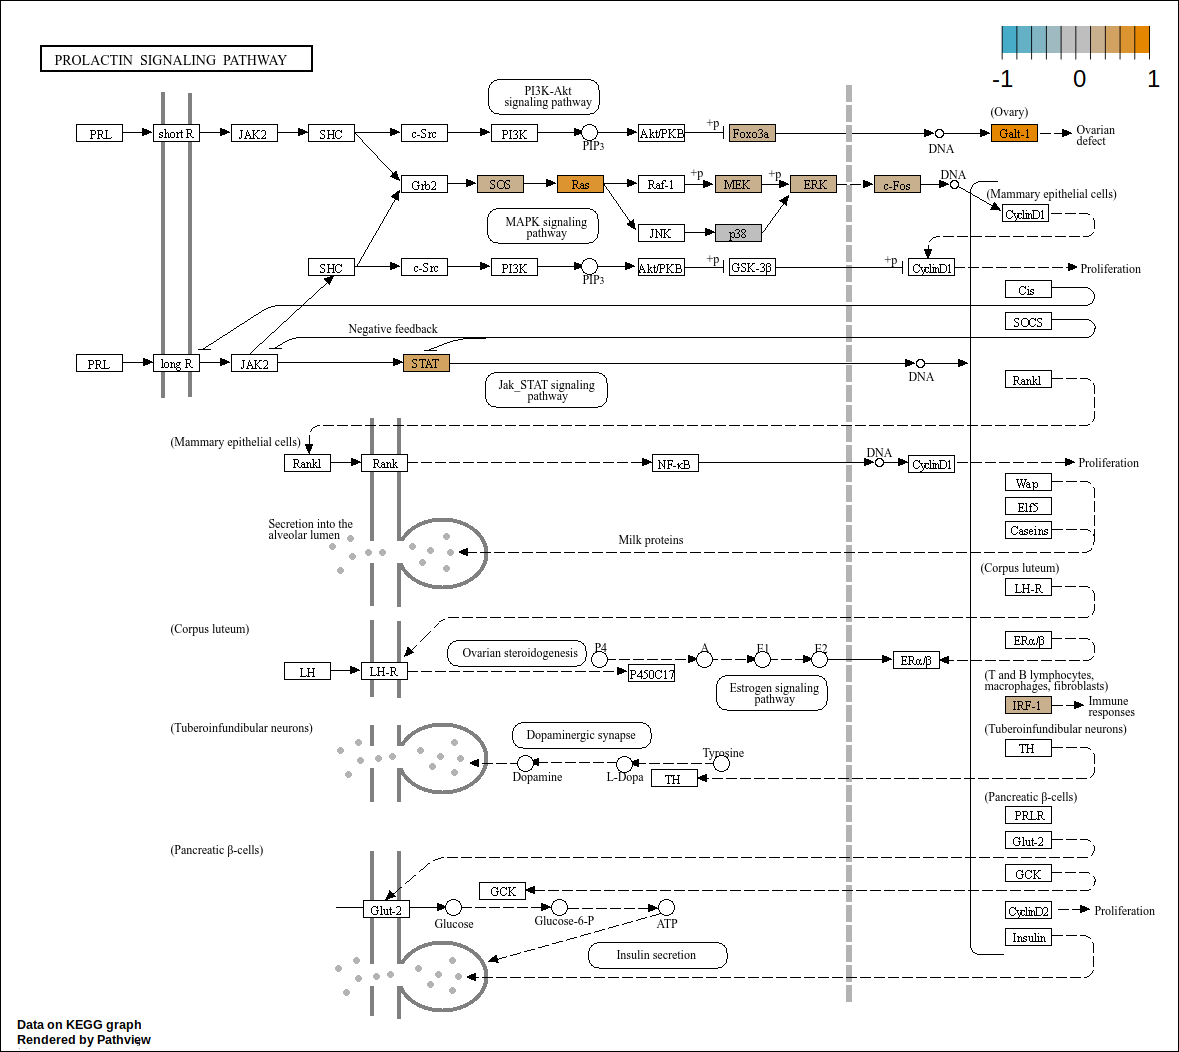 PROLACTIN SIGNALING PATHWAY
-1 0 1
PI3K-Akt
signaling pathway
(Ovary)
PRL short R JAK2 SHC c-Src PI3K PIP3 Akt/PKB +p Foxo3a DNA Galt-1 Ovarian
defect
Grb2 SOS Ras Raf-1 +p MEK +p ERK c-Fos DNA
(Mammary epithelial cells)
CyclinD1
MAPK signaling
pathway
JNK p38
SHC c-Src PI3K PIP3 Akt/PKB +p GSK-3β +p CyclinD1 Proliferation
Cis
SOCS
Negative feedback
PRL long R JAK2 STAT DNA
Jak_STAT signaling
pathway
Rankl
(Mammary epithelial cells)
Rankl Rank NF-κB DNA CyclinD1 Proliferation
Wap
Elf5
Caseins
Secretion into the
alveolar lumen
Milk proteins
(Corpus luteum)
LH-R
(Corpus luteum)
ERα/β
Ovarian steroidogenesis P4 A E1 E2 ERα/β
LH LH-R P450C17
(T and B lymphocytes,
macrophages, fibroblasts)
Estrogen signaling
pathway
IRF-1 Immune
responses
(Tuberoinfundibular neurons)
(Tuberoinfundibular neurons)
Dopaminergic synapse
TH
Tyrosine
Dopamine L-Dopa TH
(Pancreatic β-cells)
PRLR
Glut-2
(Pancreatic β-cells)
GCK
GCK
Glut-2 Glucose Glucose-6-P ATP
CyclinD2 Proliferation
Insulin
Insulin secretion
Data on KEGG graph
Rendered by Pathview